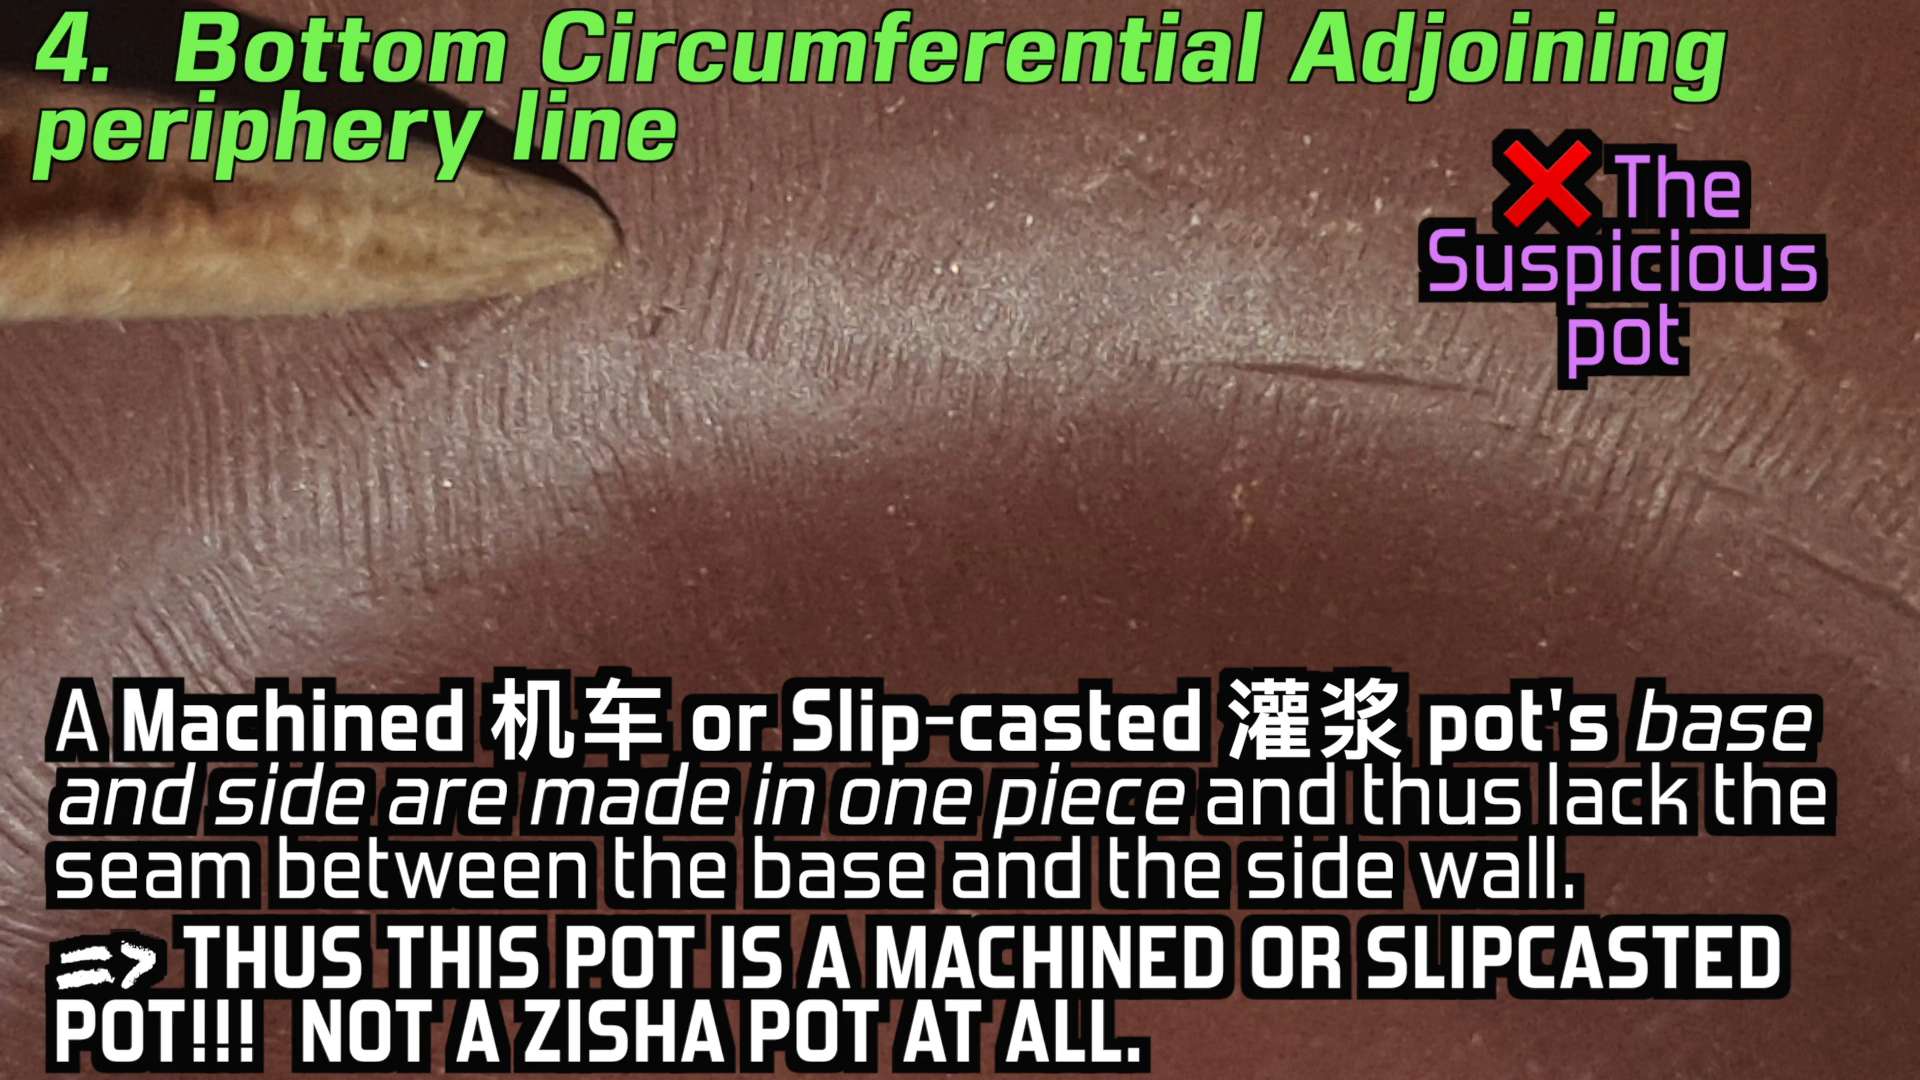 4. Bottom Circumferential Adjoining
periphery line
❌ The
Suspicious
pot
A Machined 机车 or Slip-casted 灌浆 pot's base
and side are made in one piece and thus lack the
seam between the base and the side wall.
=> THUS THIS POT IS A MACHINED OR SLIPCASTED
POT!!! NOT A ZISHA POT AT ALL.